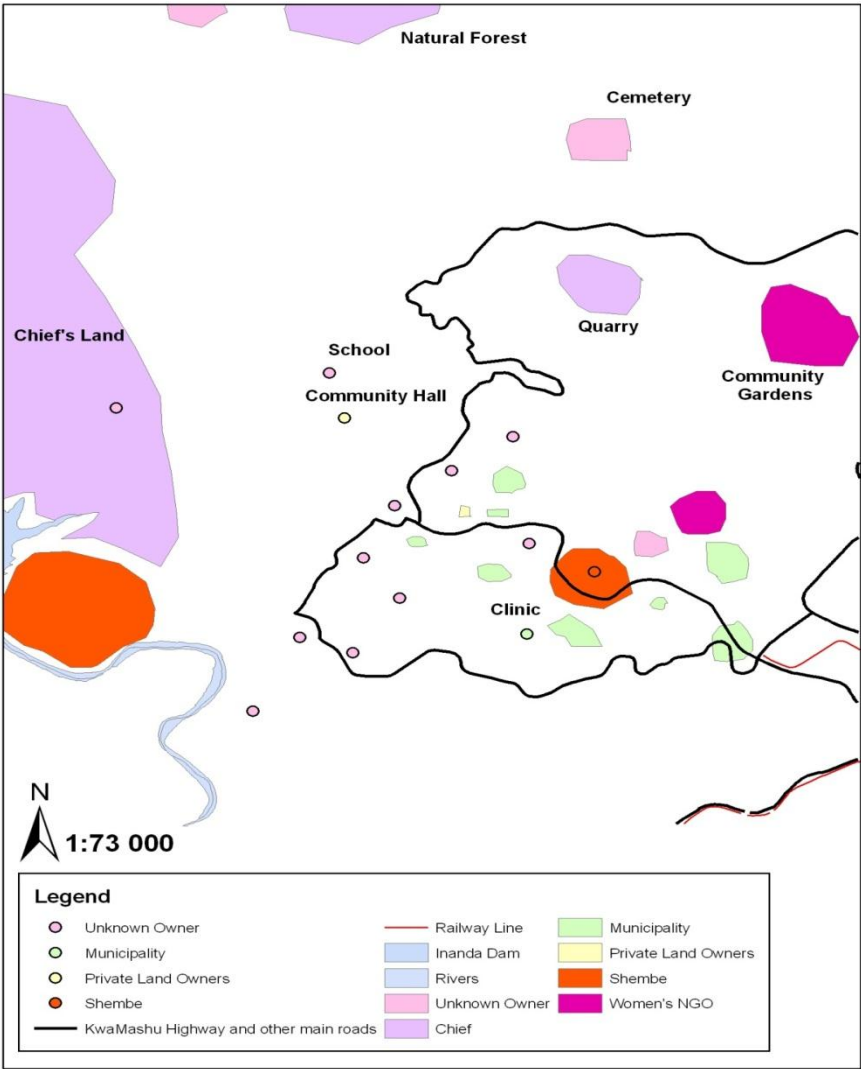 Natural Forest
Cemetery
Chief's Land
Quarry
School
Community Hall
Community
Gardens
Clinic
N
1:73 000
Legend
Unknown Owner
Municipality
Private Land Owners
Shembe
KwaMashu Highway and other main roads
Railway Line
Inanda Dam
Rivers
Unknown Owner
Chief
Municipality
Private Land Owners
Shembe
Women's NGO